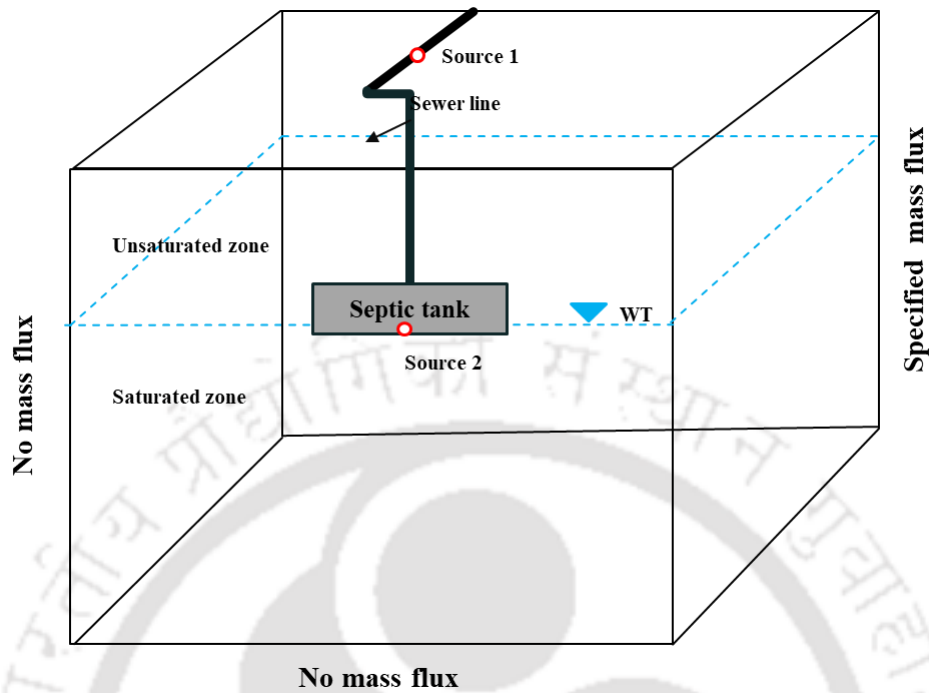 Source 1
Sewer line
Unsaturated zone
Septic tank
WT
Source 2
Saturated zone
No mass flux
Specified mass flux
No mass flux